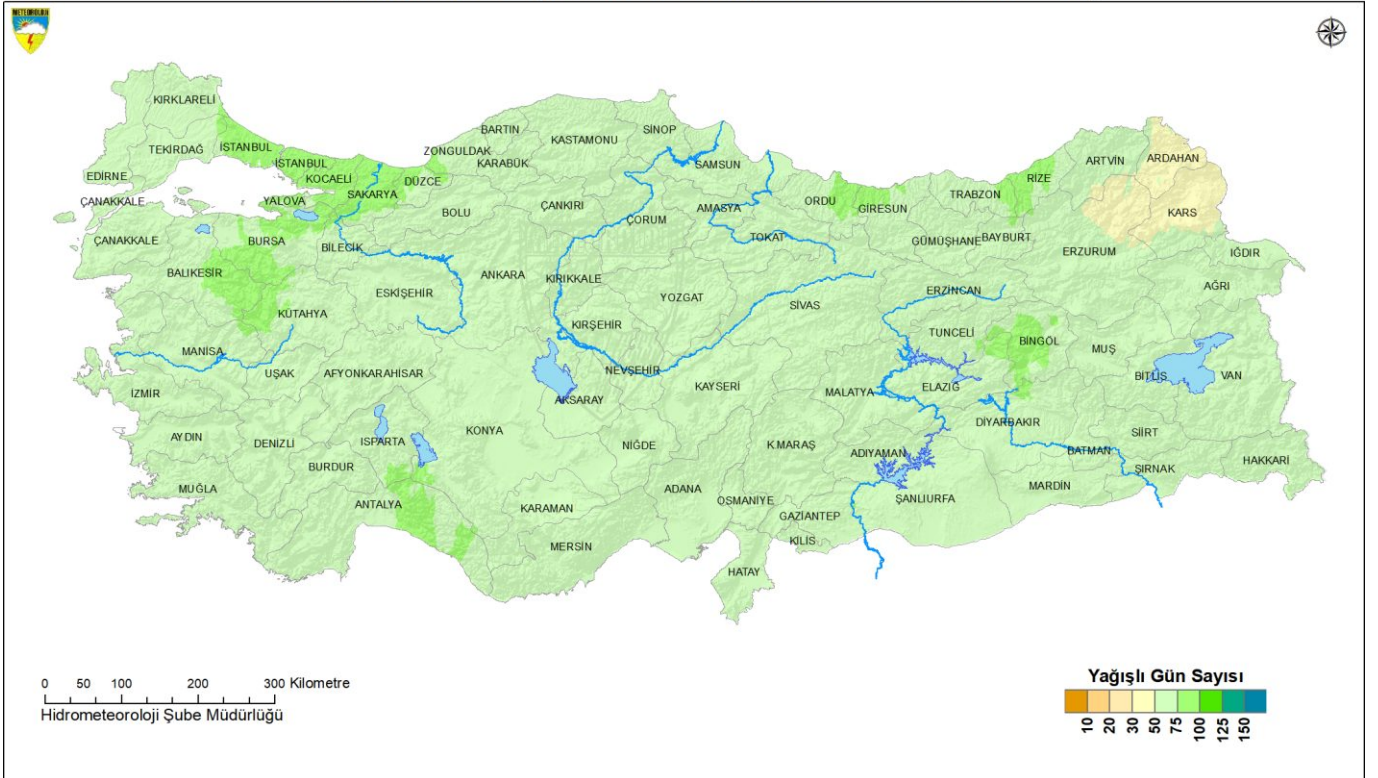 METEOROLOJİ
KIRKLARELİ
TEKİRDAĞ
İSTANBUL
EDİRNE
ÇANAKKALE
İSTANBUL
KOCAELİ
YALOVA
SAKARYA
DÜZCE
ZONGULDAK
BARTIN
KARABÜK
KASTAMONU
SİNOP
SAMSUN
ÇANAKKALE
BURSA
BİLECİK
BOLU
ÇANKIRI
ÇORUM
AMASYA
TOKAT
ORDU
GİRESUN
TRABZON
RİZE
ARTVİN
ARDAHAN
KARS
GÜMÜŞHANE
BAYBURT
ERZURUM
IĞDIR
AĞRI
BALIKESİR
KÜTAHYA
ESKİŞEHİR
ANKARA
KIRIKKALE
YOZGAT
SİVAS
ERZİNCAN
TUNCELİ
BİNGÖL
MUŞ
BİTLİS
VAN
MANİSA
UŞAK
AFYONKARAHİSAR
KIRŞEHİR
NEVŞEHİR
KAYSERİ
MALATYA
ELAZIĞ
DİYARBAKIR
SİİRT
İZMİR
AYDIN
DENİZLİ
ISPARTA
KONYA
AKSARAY
NİĞDE
K.MARAŞ
ADIYAMAN
BATMAN
ŞIRNAK
HAKKARİ
MUĞLA
BURDUR
ANTALYA
KARAMAN
MERSİN
ADANA
OSMANİYE
GAZİANTEP
KİLİS
HATAY
ŞANLIURFA
MARDİN
0 50 100 200 300 Kilometre
Hidrometeoroloji Şube Müdürlüğü
Yağışlı Gün Sayısı
10 20 30 50 75 100 125 150